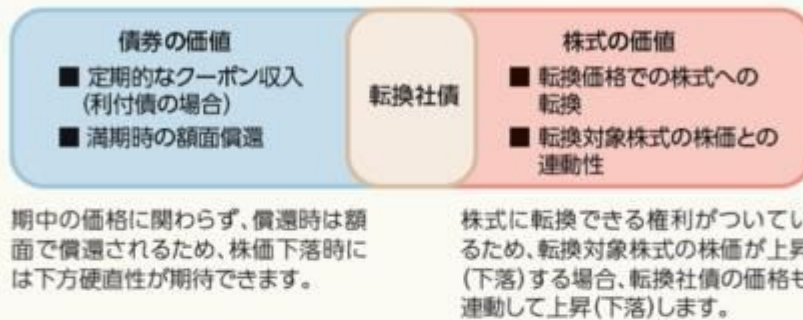 債券の価値
■ 定期的なクーポン収入
(利付債の場合)
■ 満期時の額面償還
転換社債
株式の価値
■ 転換価格での株式への
転換
■ 転換対象株式の株価との
連動性
期中の価格に関わらず、償還時は額
面で償還されるため、株価下落時に
は下方硬直性が期待できます。
株式に転換できる権利がついてい
るため、転換対象株式の株価が上昇
(下落)する場合、転換社債の価格も
連動して上昇(下落)します。